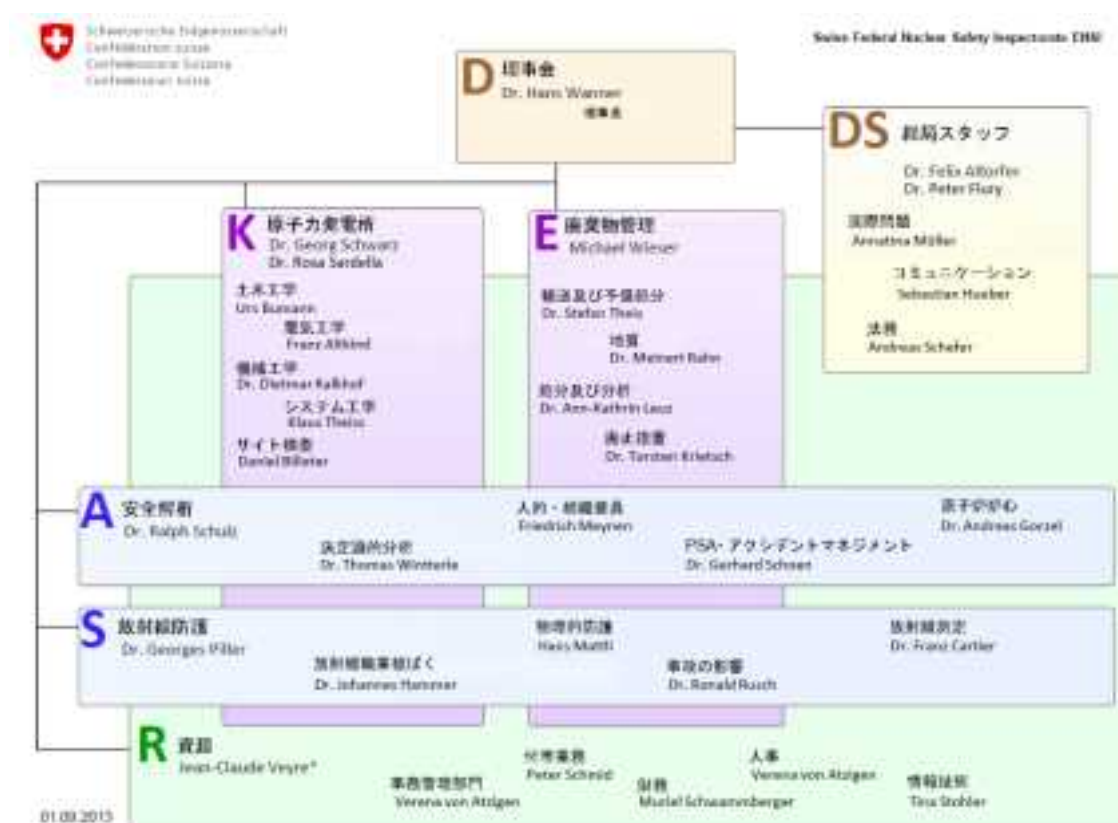 Schweizerische Eidgenossenschaft
Confédération suisse
Confederazione Svizzera
Confederaziun svizra
Swiss Federal Nuclear Safety Inspectorate ENSI
D 理事会
Dr. Hans Wanner
理事長
DS 総局スタッフ
Dr. Felix Altorfer
Dr. Peter Flury
国際問題
Annatina Müller
コミュニケーション
Sebastian Hueber
法務
Andreas Schefer
K 原子力発電所
Dr. Georg Schwarz
Dr. Rosa Sardella
土木工学
Urs Bumann
電気工学
Franz Altkind
機械工学
Dr. Dietmar Kalkhof
システム工学
Klaus Theiss
サイト検査
Daniel Billeter
E 廃棄物管理
Michael Wieser
輸送及び予備処分
Dr. Stefan Theis
地質
Dr. Meinert Rahn
処分及び分析
Dr. Ann-Kathrin Leuz
廃止措置
Dr. Torsten Krietsch
A 安全解析
Dr. Ralph Schulz
決定論的分析
Dr. Thomas Wintterle
人的・組織要員
Friedrich Meynen
PSA・アクシデントマネジメント
Dr. Gerhard Schoen
原子炉炉心
Dr. Andreas Gorzel
S 放射線防護
Dr. Georges Piller
放射線職業被ばく
Dr. Johannes Hammer
物理的防護
Hans Mattli
事故の影響
Dr. Ronald Rusch
放射線測定
Dr. Franz Cartier
R 資源
Jean-Claude Veyre*
事務管理部門
Verena von Atzigen
Peter Schmid
財務
Muriel Schwammberger
人事
Verena von Atzigen
情報技術
Tina Stohler
01.09.2013